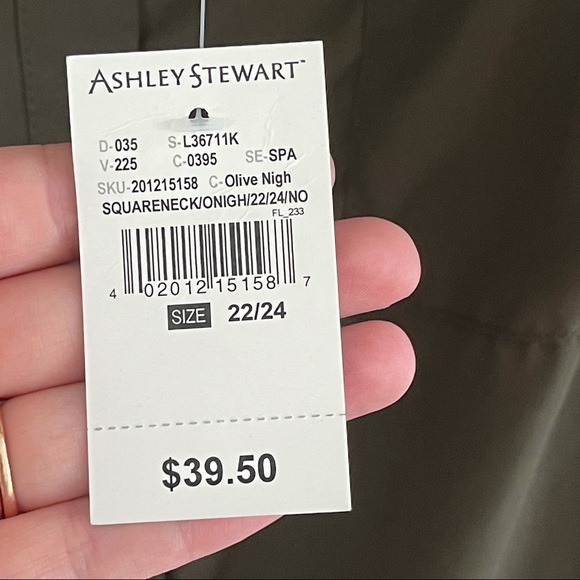 ASHLEY STEWART™
D-035 S-L36711K
V-225 C-0395 SE-SPA
SKU-201215158 C-Olive Nigh
SQUARENECK/ONIGH/22/24/NO
FL_233
4 02012 15158 7
SIZE 22/24
$39.50